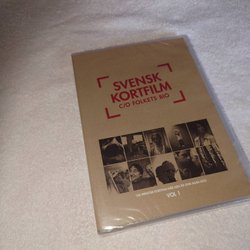 SVENSK
KORTFILM
C/O FOLKETS BIO
VOL 1